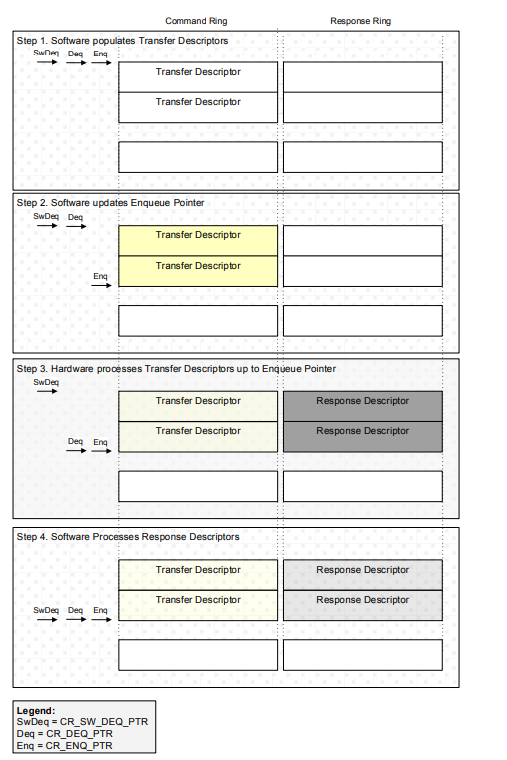 Command Ring Response Ring
Step 1. Software populates Transfer Descriptors
SwDeq Deq Enq
Transfer Descriptor
Transfer Descriptor
Step 2. Software updates Enqueue Pointer
SwDeq Deq
Transfer Descriptor
Transfer Descriptor
Enq
Step 3. Hardware processes Transfer Descriptors up to Enqueue Pointer
SwDeq
Transfer Descriptor Response Descriptor
Transfer Descriptor Response Descriptor
Deq Enq
Step 4. Software Processes Response Descriptors
Transfer Descriptor Response Descriptor
Transfer Descriptor Response Descriptor
SwDeq Deq Enq
Legend:
SwDeq = CR_SW_DEQ_PTR
Deq = CR_DEQ_PTR
Enq = CR_ENQ_PTR